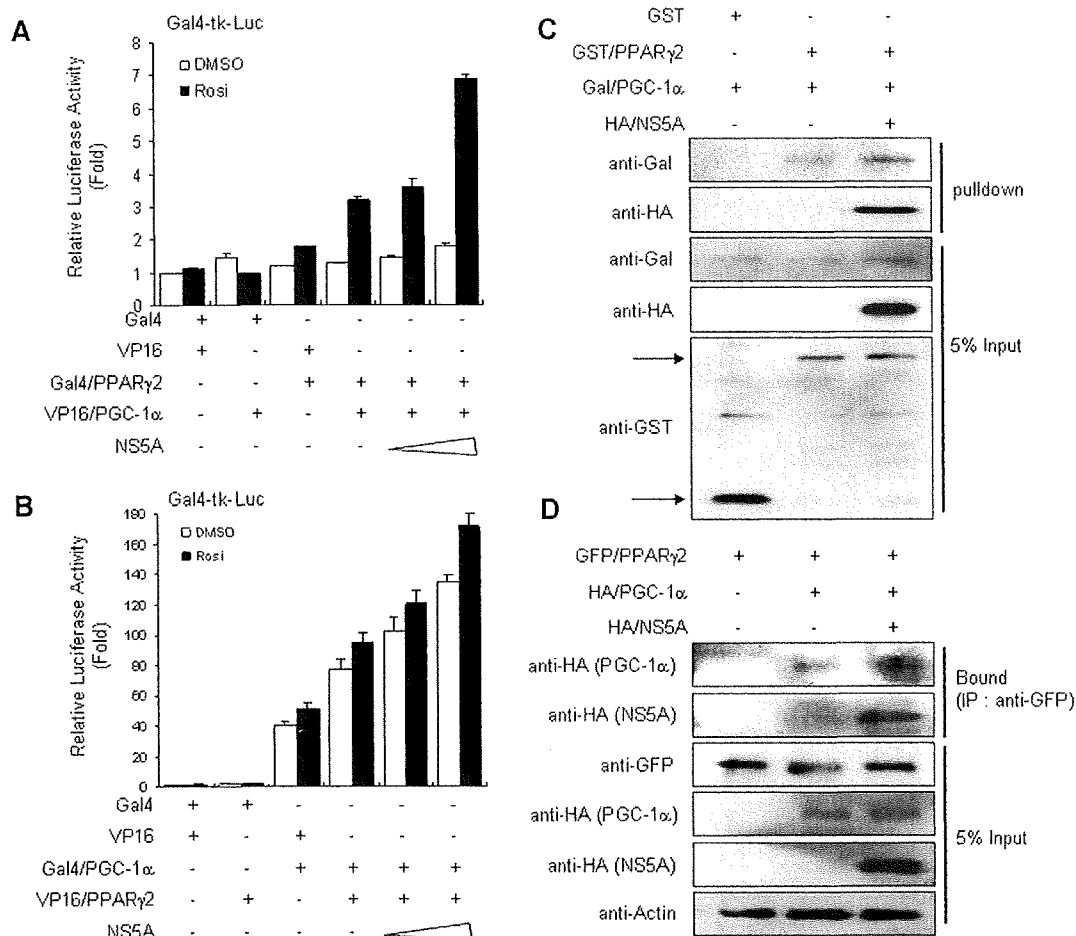 A
Gal4-tk-Luc
DMSO
Rosi
Relative Luciferase Activity
(Fold)
8
7
6
5
4
3
2
1
0
Gal4 + + - - - -
VP16 + - + - - -
Gal4/PPARγ2 - - + + + +
VP16/PGC-1α - + - + + +
NS5A - - - -
B
Gal4-tk-Luc
DMSO
Rosi
Relative Luciferase Activity
(Fold)
180
160
140
120
100
80
60
40
20
0
Gal4 + + - - - -
VP16 + - + - - -
Gal4/PGC-1α - - + + + +
VP16/PPARγ2 - + - + + +
NS5A - - - -
C
GST + - -
GST/PPARγ2 - + +
Gal/PGC-1α + + +
HA/NS5A - - +
anti-Gal
anti-HA
pulldown
anti-Gal
anti-HA
anti-GST
5% Input
D
GFP/PPARγ2 + + +
HA/PGC-1α - + +
HA/NS5A - - +
anti-HA (PGC-1α)
anti-HA (NS5A)
Bound
(IP : anti-GFP)
anti-GFP
anti-HA (PGC-1α)
anti-HA (NS5A)
anti-Actin
5% Input